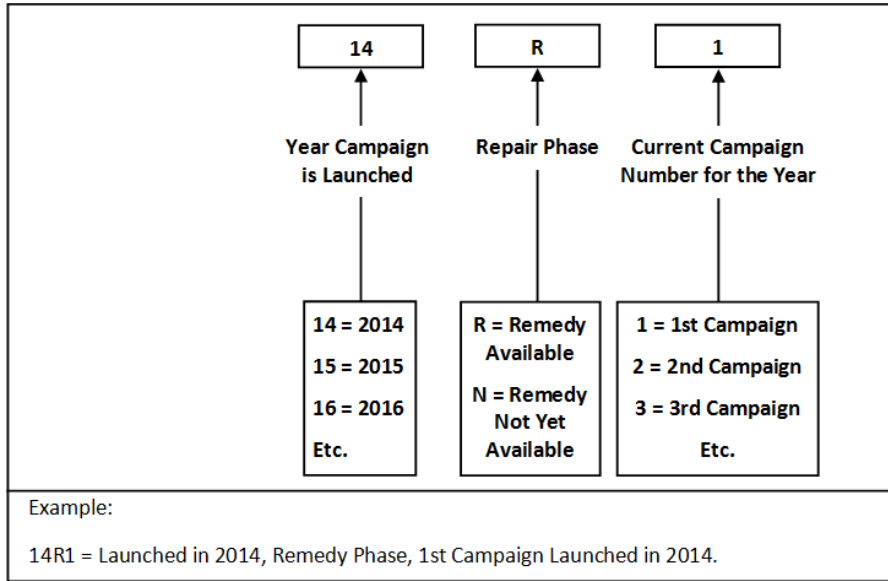 14 R 1
Year Campaign Repair Phase Current Campaign
is Launched Number for the Year
14 = 2014
15 = 2015
16 = 2016
Etc.
R = Remedy
Available
N = Remedy
Not Yet
Available
1 = 1st Campaign
2 = 2nd Campaign
3 = 3rd Campaign
Etc.
Example:
14R1 = Launched in 2014, Remedy Phase, 1st Campaign Launched in 2014.